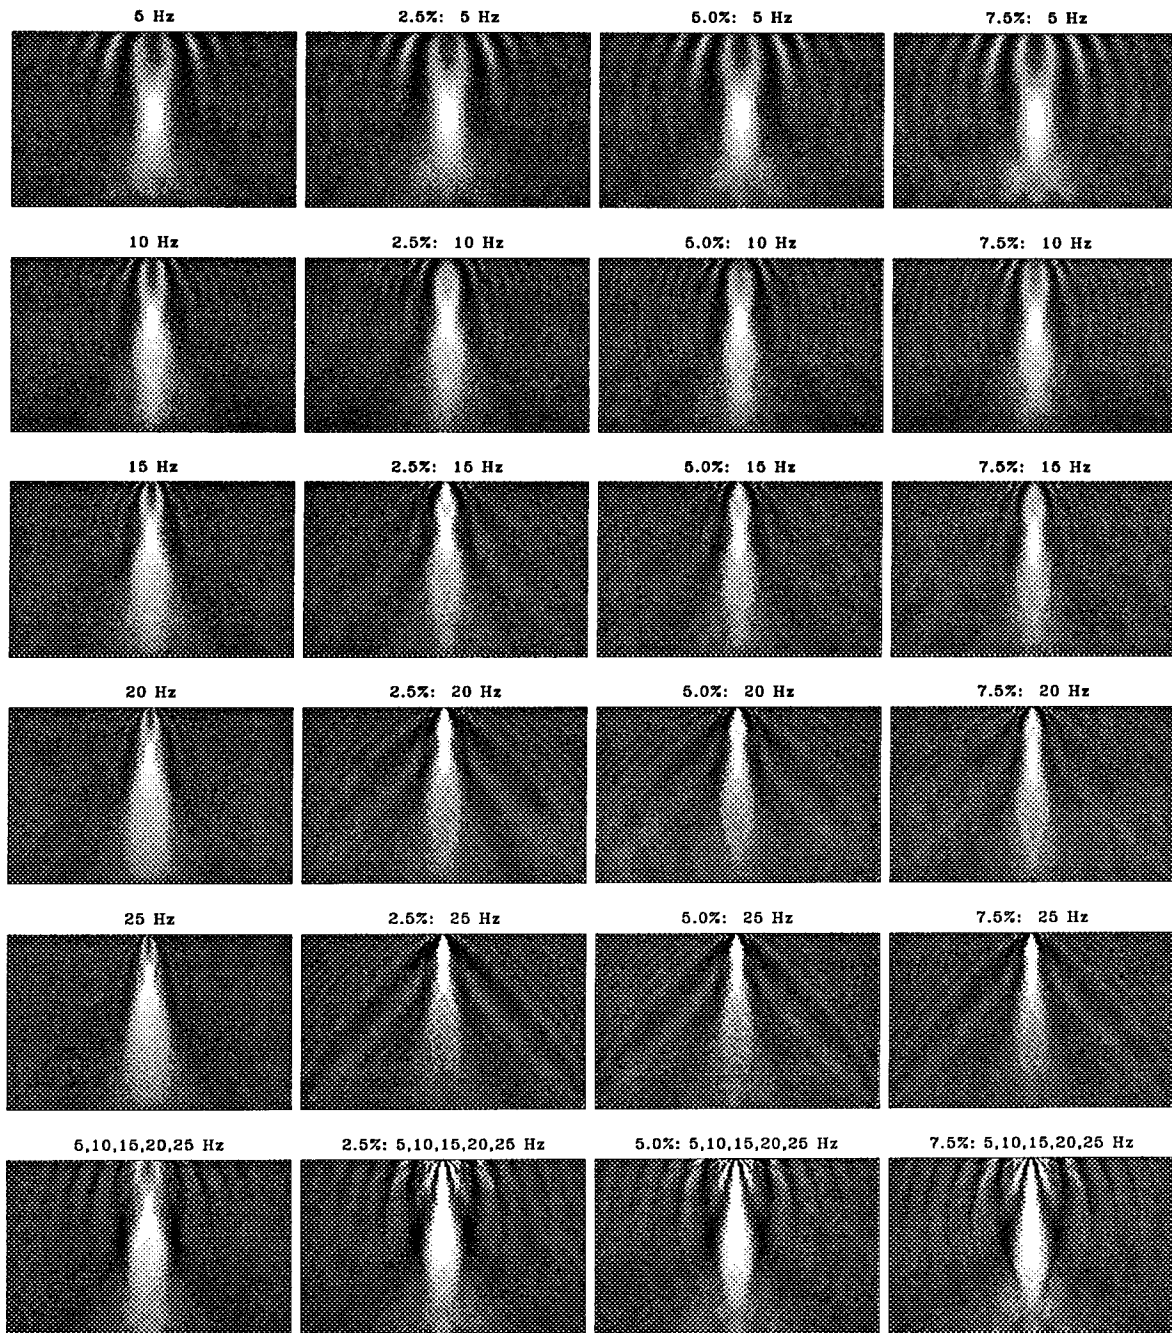 5 Hz
2.5%: 5 Hz
5.0%: 5 Hz
7.5%: 5 Hz
10 Hz
2.5%: 10 Hz
5.0%: 10 Hz
7.5%: 10 Hz
15 Hz
2.5%: 15 Hz
5.0%: 15 Hz
7.5%: 15 Hz
20 Hz
2.5%: 20 Hz
5.0%: 20 Hz
7.5%: 20 Hz
25 Hz
2.5%: 25 Hz
5.0%: 25 Hz
7.5%: 25 Hz
5,10,15,20,25 Hz
2.5%: 5,10,15,20,25 Hz
5.0%: 5,10,15,20,25 Hz
7.5%: 5,10,15,20,25 Hz